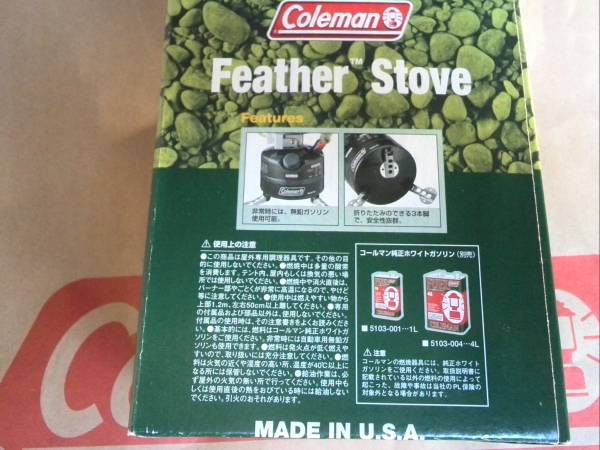 Coleman
Feather™ Stove
Features
Coleman
非常時には、無鉛ガソリン
使用可能。
折りたたみのできる3本脚
で、安全性抜群。
⚠ 使用上の注意
●この商品は屋外専用調理器具です。その他の目
的に使用しないでください。●燃焼中は多量の酸素
を消費します。テント内、屋内もしくは換気の悪い場
所では使用しないでください。●燃焼中や消火直後は、
バーナー部やごとくが非常に高温になるので、やけど
等に注意してください。●使用中は燃えやすい物から
上部1.2m、左右50cm以上離してください。●専用
の付属品および部品以外は、使用しないでください。
付属品の使用時は、その注意書きをよくお読みくださ
い。●基本的には、燃料はコールマン純正ホワイトガソ
リンをご使用ください。非常時には自動車用無鉛ガ
ソリンも使用できます。●燃料は発火点が低く燃えや
すいので、取り扱いには充分注意してください。●燃
料は火気の近くや湿度の高い所、温度が40℃以上に
なる所には保管しないでください。●給油作業は、必
ず屋外の火気の無い所で行ってください。使用中も
しくは使用直後の熱をおびている時には給油しない
でください。引火のおそれがあります。
コールマン純正ホワイトガソリン(別売)
■5103-001…1L
■5103-004…4L
⚠ 注意
コールマンの燃焼器具には、純正ホワイト
ガソリンをご使用ください。取扱説明書に
記載されている以外の燃料の使用によって
起こった、故障や事故は当社のPL保険の
対象外となる場合があります。
MADE IN U.S.A.
Coleman